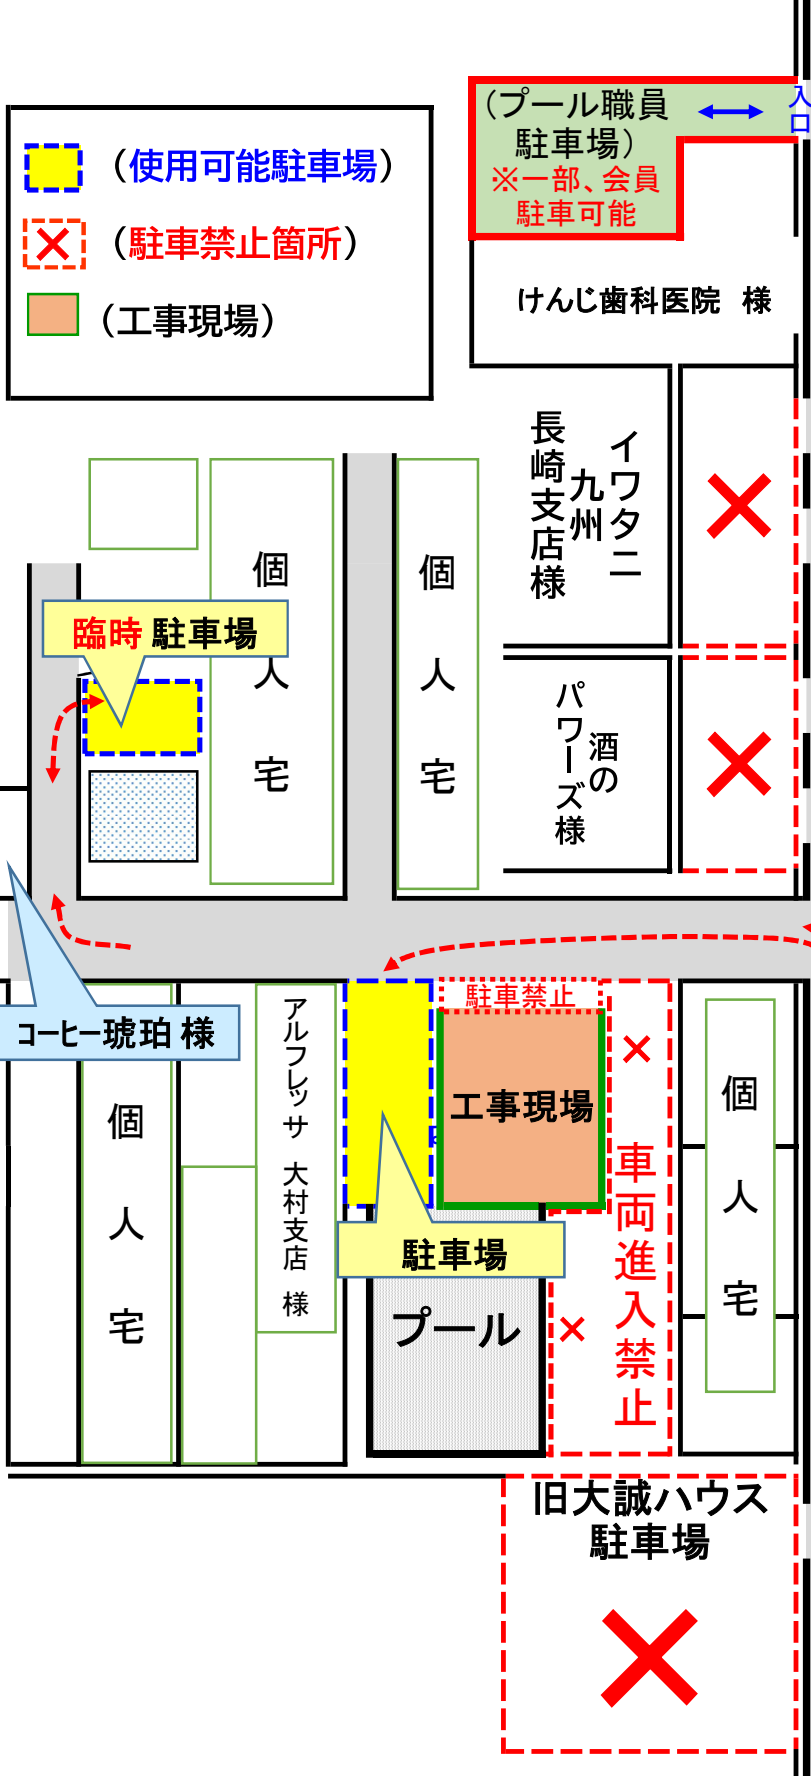 （プール職員
駐車場）
※一部、会員
駐車可能
入
口
（使用可能駐車場）
（駐車禁止箇所）
（工事現場）
けんじ歯科医院　様
イワタニ
九州
長崎支店様
個人宅
個人宅
臨時 駐車場
酒の
パワーズ様
コーヒー琥珀 様
アルフレッサ 大村支店 様
駐車禁止
工事現場
個人宅
個人宅
車両進入禁止
駐車場
プール
旧大誠ハウス
駐車場